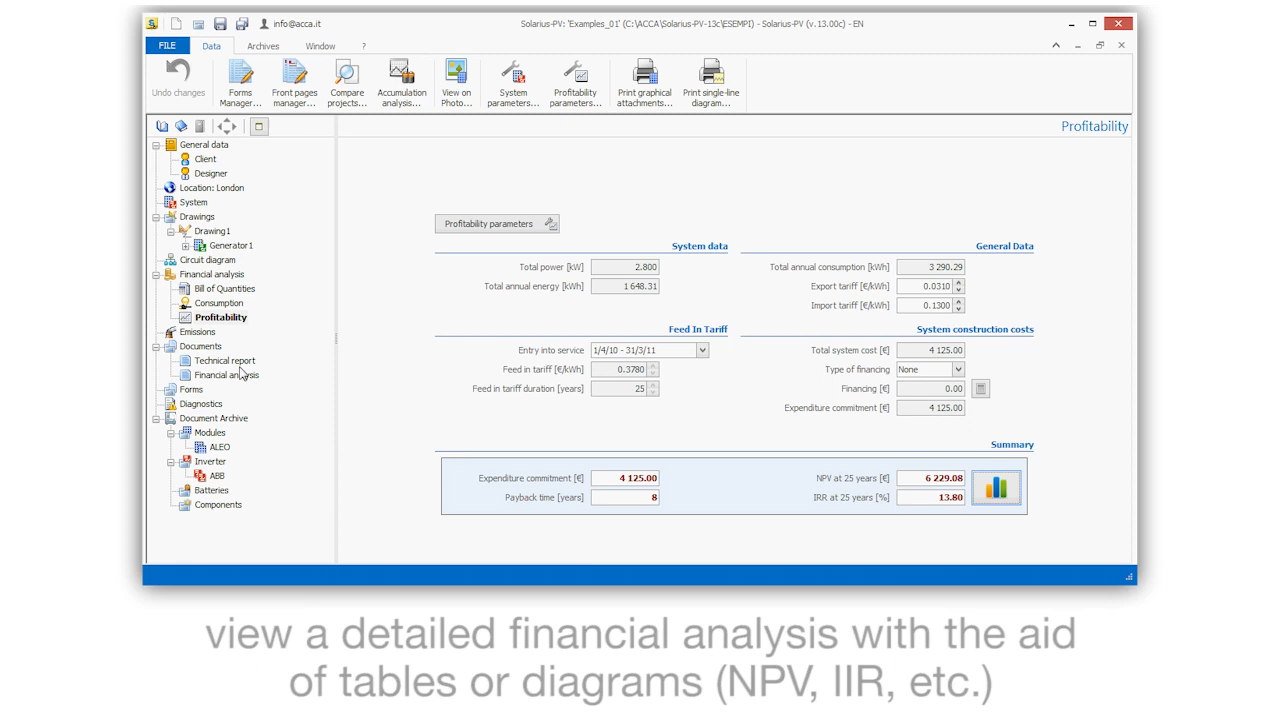 info@acca.it
Solarius-PV: 'Examples_01' (C:\ACCA\Solarius-PV-13c\ESEMPI) - Solarius-PV (v.13.00c) - EN
FILE Data Archives Window ?
Undo changes
Forms Manager...
Front pages manager...
Compare projects...
Accumulation analysis...
View on Photo...
System parameters...
Profitability parameters...
Print graphical attachments...
Print single-line diagram...
Profitability
General data
Client
Designer
Location: London
System
Drawings
Drawing1
Generator1
Circuit diagram
Financial analysis
Bill of Quantities
Consumption
Profitability
Emissions
Documents
Technical report
Financial analysis
Forms
Diagnostics
Document Archive
Modules
ALEO
Inverter
ABB
Batteries
Components
Profitability parameters
System data
Total power [kW] 2.800
Total annual energy [kWh] 1 648.31
General Data
Total annual consumption [kWh] 3 290.29
Export tariff [€/kWh] 0.0310
Import tariff [€/kWh] 0.1300
Feed In Tariff
Entry into service 1/4/10 - 31/3/11
Feed in tariff [€/kWh] 0.3780
Feed in tariff duration [years] 25
System construction costs
Total system cost [€] 4 125.00
Type of financing None
Financing [€] 0.00
Expenditure commitment [€] 4 125.00
Summary
Expenditure commitment [€] 4 125.00
Payback time [years] 8
NPV at 25 years [€] 6 229.08
IRR at 25 years [%] 13.80
view a detailed financial analysis with the aid
of tables or diagrams (NPV, IIR, etc.)